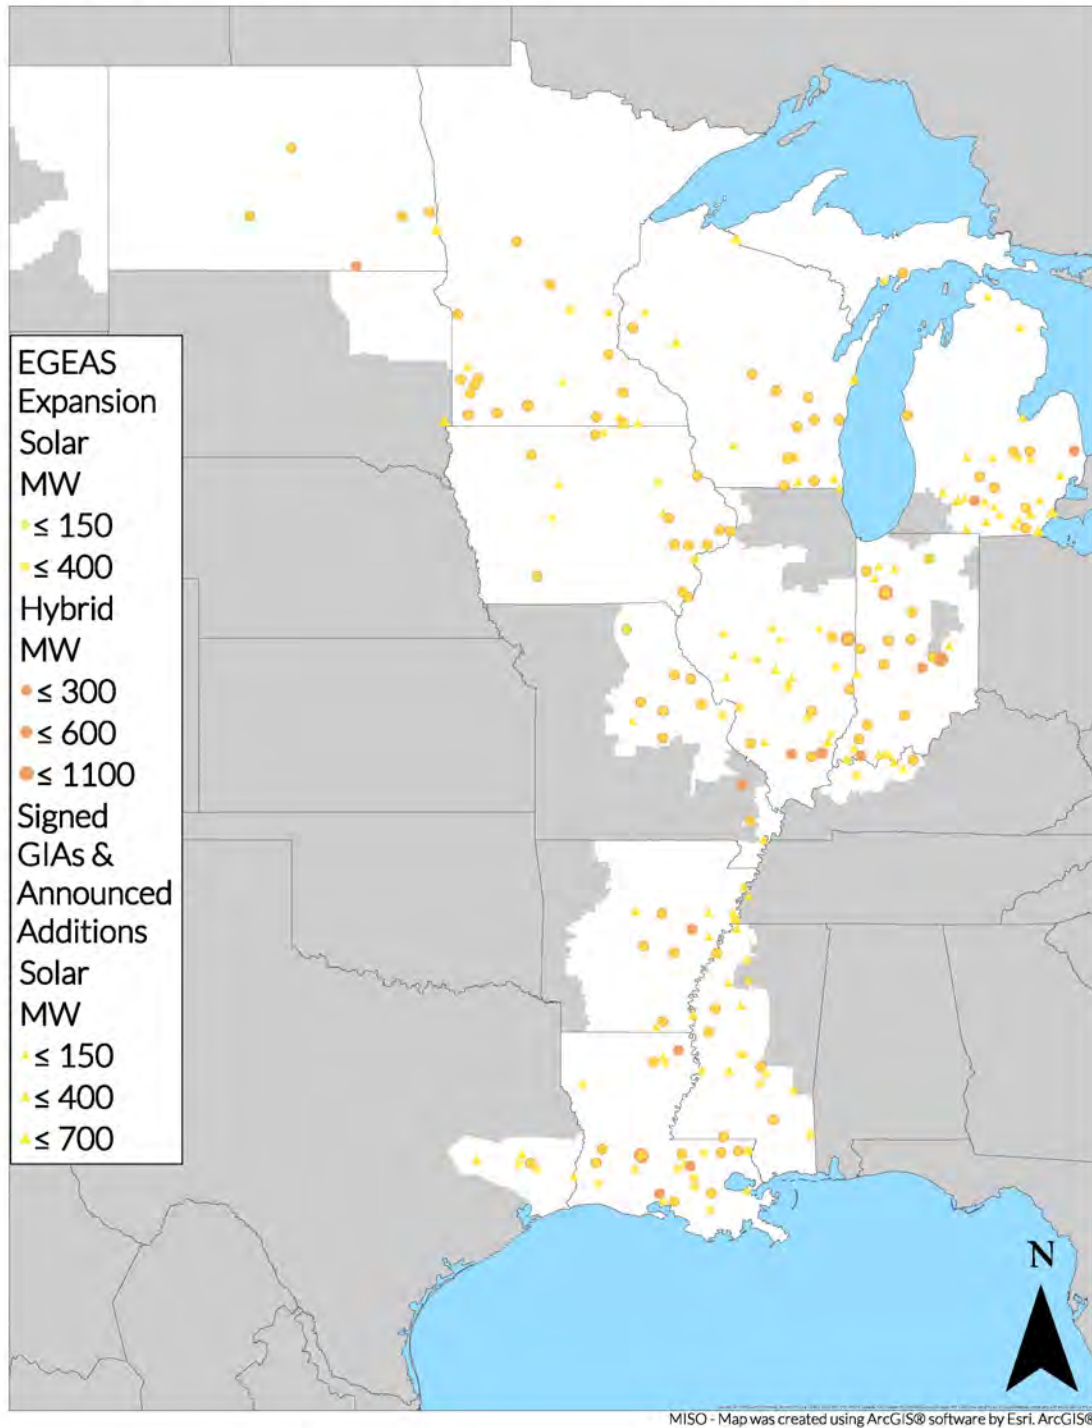 EGEAS
Expansion
Solar
MW
≤ 150
≤ 400
Hybrid
MW
≤ 300
≤ 600
≤ 1100
Signed
GIAs &
Announced
Additions
Solar
MW
≤ 150
≤ 400
≤ 700
N
MISO - Map was created using ArcGIS® software by Esri. ArcGIS®